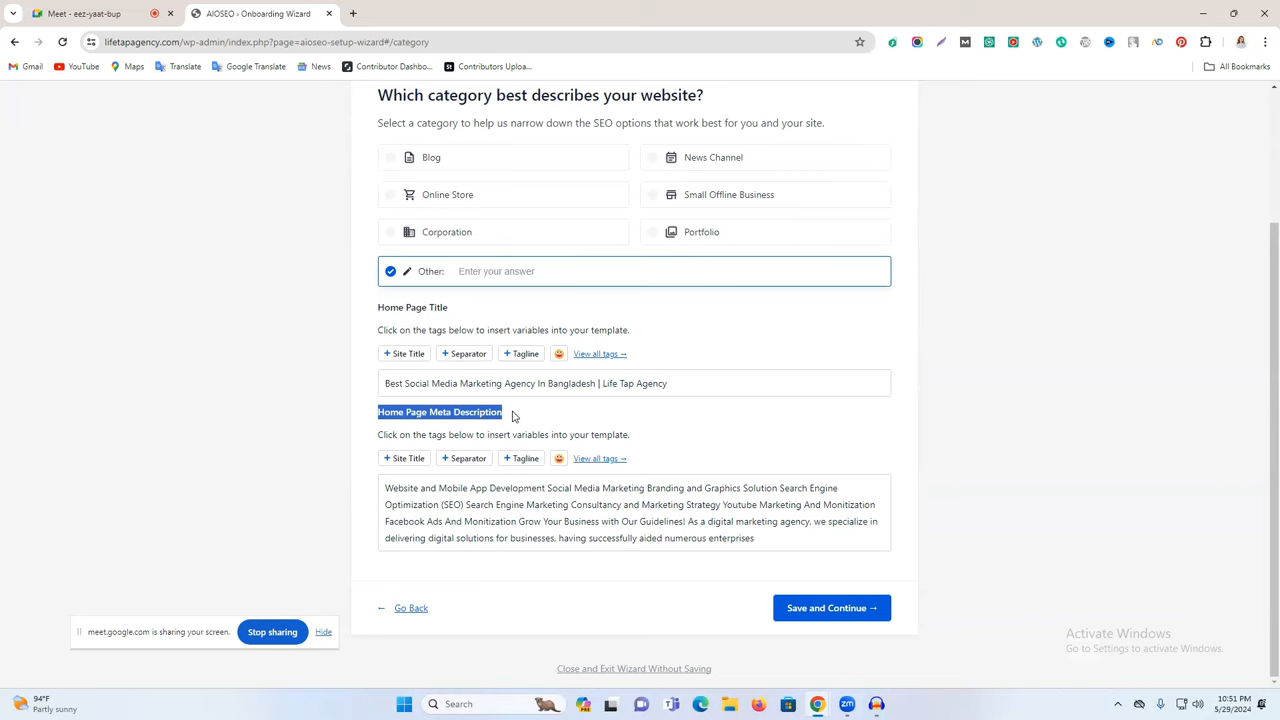 Meet - eez-yaat-bup
AIOSEO › Onboarding Wizard
lifetapagency.com/wp-admin/index.php?page=aioseo-setup-wizard#/category
Gmail
YouTube
Maps
Translate
Google Translate
News
Contributor Dashbo...
Contributors Uploa...
All Bookmarks
Which category best describes your website?
Select a category to help us narrow down the SEO options that work best for you and your site.
Blog
News Channel
Online Store
Small Offline Business
Corporation
Portfolio
Other: Enter your answer
Home Page Title
Click on the tags below to insert variables into your template.
+ Site Title + Separator + Tagline View all tags →
Best Social Media Marketing Agency In Bangladesh | Life Tap Agency
Home Page Meta Description
Click on the tags below to insert variables into your template.
+ Site Title + Separator + Tagline View all tags →
Website and Mobile App Development Social Media Marketing Branding and Graphics Solution Search Engine
Optimization (SEO) Search Engine Marketing Consultancy and Marketing Strategy Youtube Marketing And Monitization
Facebook Ads And Monitization Grow Your Business with Our Guidelines! As a digital marketing agency, we specialize in
delivering digital solutions for businesses, having successfully aided numerous enterprises
← Go Back
Save and Continue →
meet.google.com is sharing your screen. Stop sharing Hide
Activate Windows
Go to Settings to activate Windows.
Close and Exit Wizard Without Saving
94°F
Partly sunny
Search
10:51 PM
5/29/2024